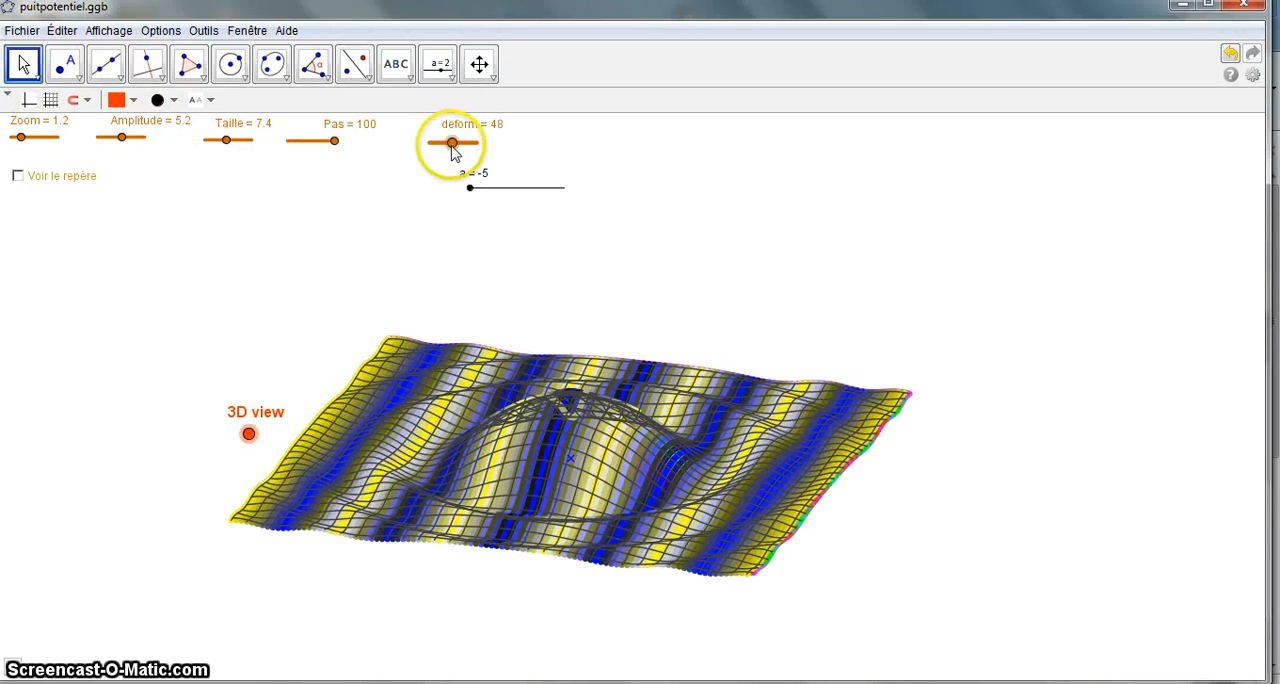 puitpotentiel.ggb
Fichier Éditer Affichage Options Outils Fenêtre Aide
A
α
ABC
a=2
A A
?
Zoom = 1.2 Amplitude = 5.2 Taille = 7.4 Pas = 100 deform = 48
Voir le repère
a = -5
3D view
Screencast-O-Matic.com